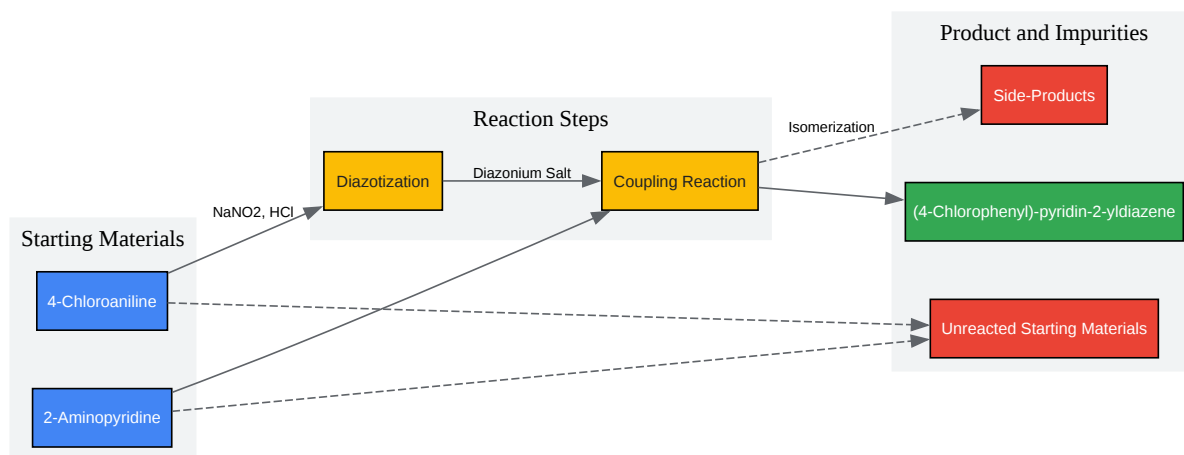 Product and Impurities
Side-Products
Reaction Steps
Isomerization
Diazotization
Diazonium Salt
Coupling Reaction
NaNO2, HCl
(4-Chlorophenyl)-pyridin-2-yldiazene
Starting Materials
4-Chloroaniline
Unreacted Starting Materials
2-Aminopyridine